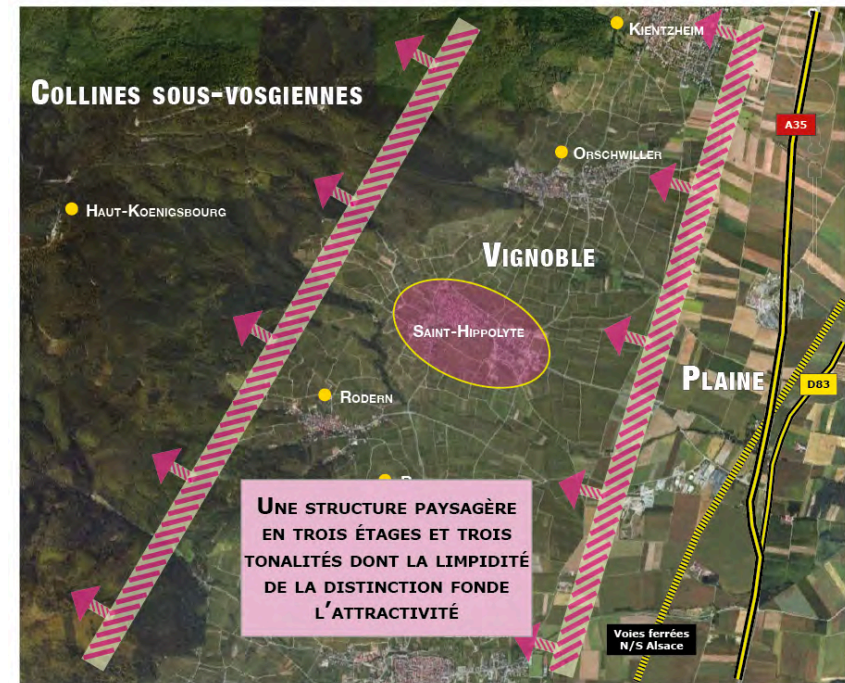 KIENTZHEIM
COLLINES SOUS-VOSGIENNES
A35
ORSCHWILLER
HAUT-KOENIGSBOURG
VIGNOBLE
SAINT-HIPPOLYTE
PLAINE
D83
RODERN
UNE STRUCTURE PAYSAGÈRE
EN TROIS ÉTAGES ET TROIS
TONALITÉS DONT LA LIMPIDITÉ
DE LA DISTINCTION FONDE
L'ATTRACTIVITÉ
Voies ferrées
N/S Alsace